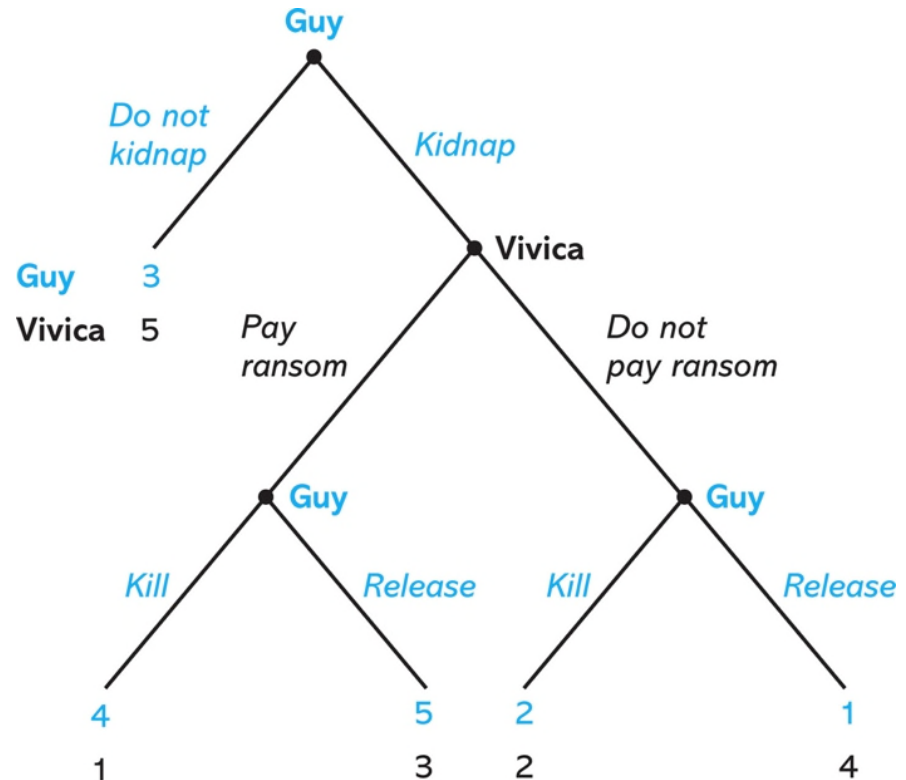 Guy
Do not
kidnap
Kidnap
Vivica
Guy 3
Vivica 5
Pay
ransom
Do not
pay ransom
Guy
Guy
Kill
Release
Kill
Release
4 5 2 1
1 3 2 4